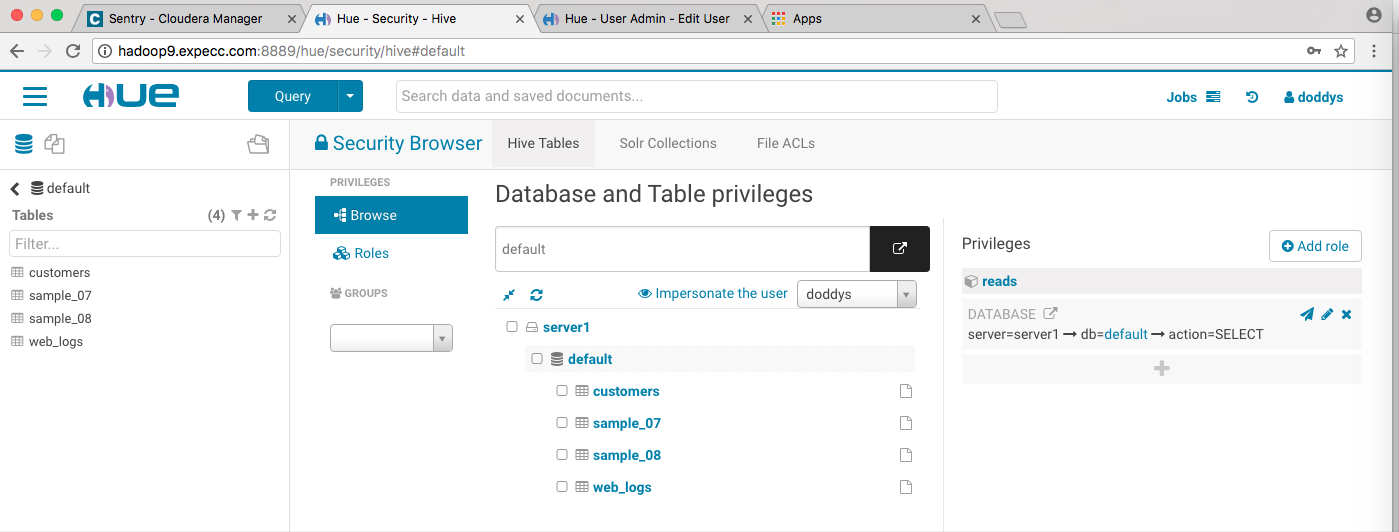 Sentry - Cloudera Manager
Hue - Security - Hive
Hue - User Admin - Edit User
Apps
hadoop9.expecc.com:8889/hue/security/hive#default
HUE
Query
Search data and saved documents...
Jobs
doddys
Security Browser
Hive Tables
Solr Collections
File ACLs
default
Tables
(4)
Filter...
customers
sample_07
sample_08
web_logs
PRIVILEGES
Browse
Roles
GROUPS
Database and Table privileges
default
Impersonate the user
doddys
server1
default
customers
sample_07
sample_08
web_logs
Privileges
Add role
reads
DATABASE
server=server1 → db=default → action=SELECT